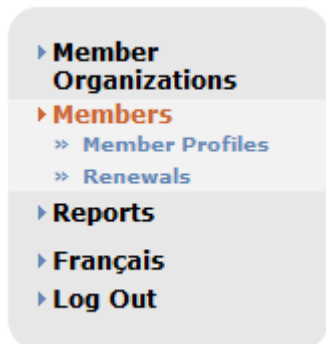 Member
Organizations
Members
» Member Profiles
» Renewals
Reports
Français
Log Out